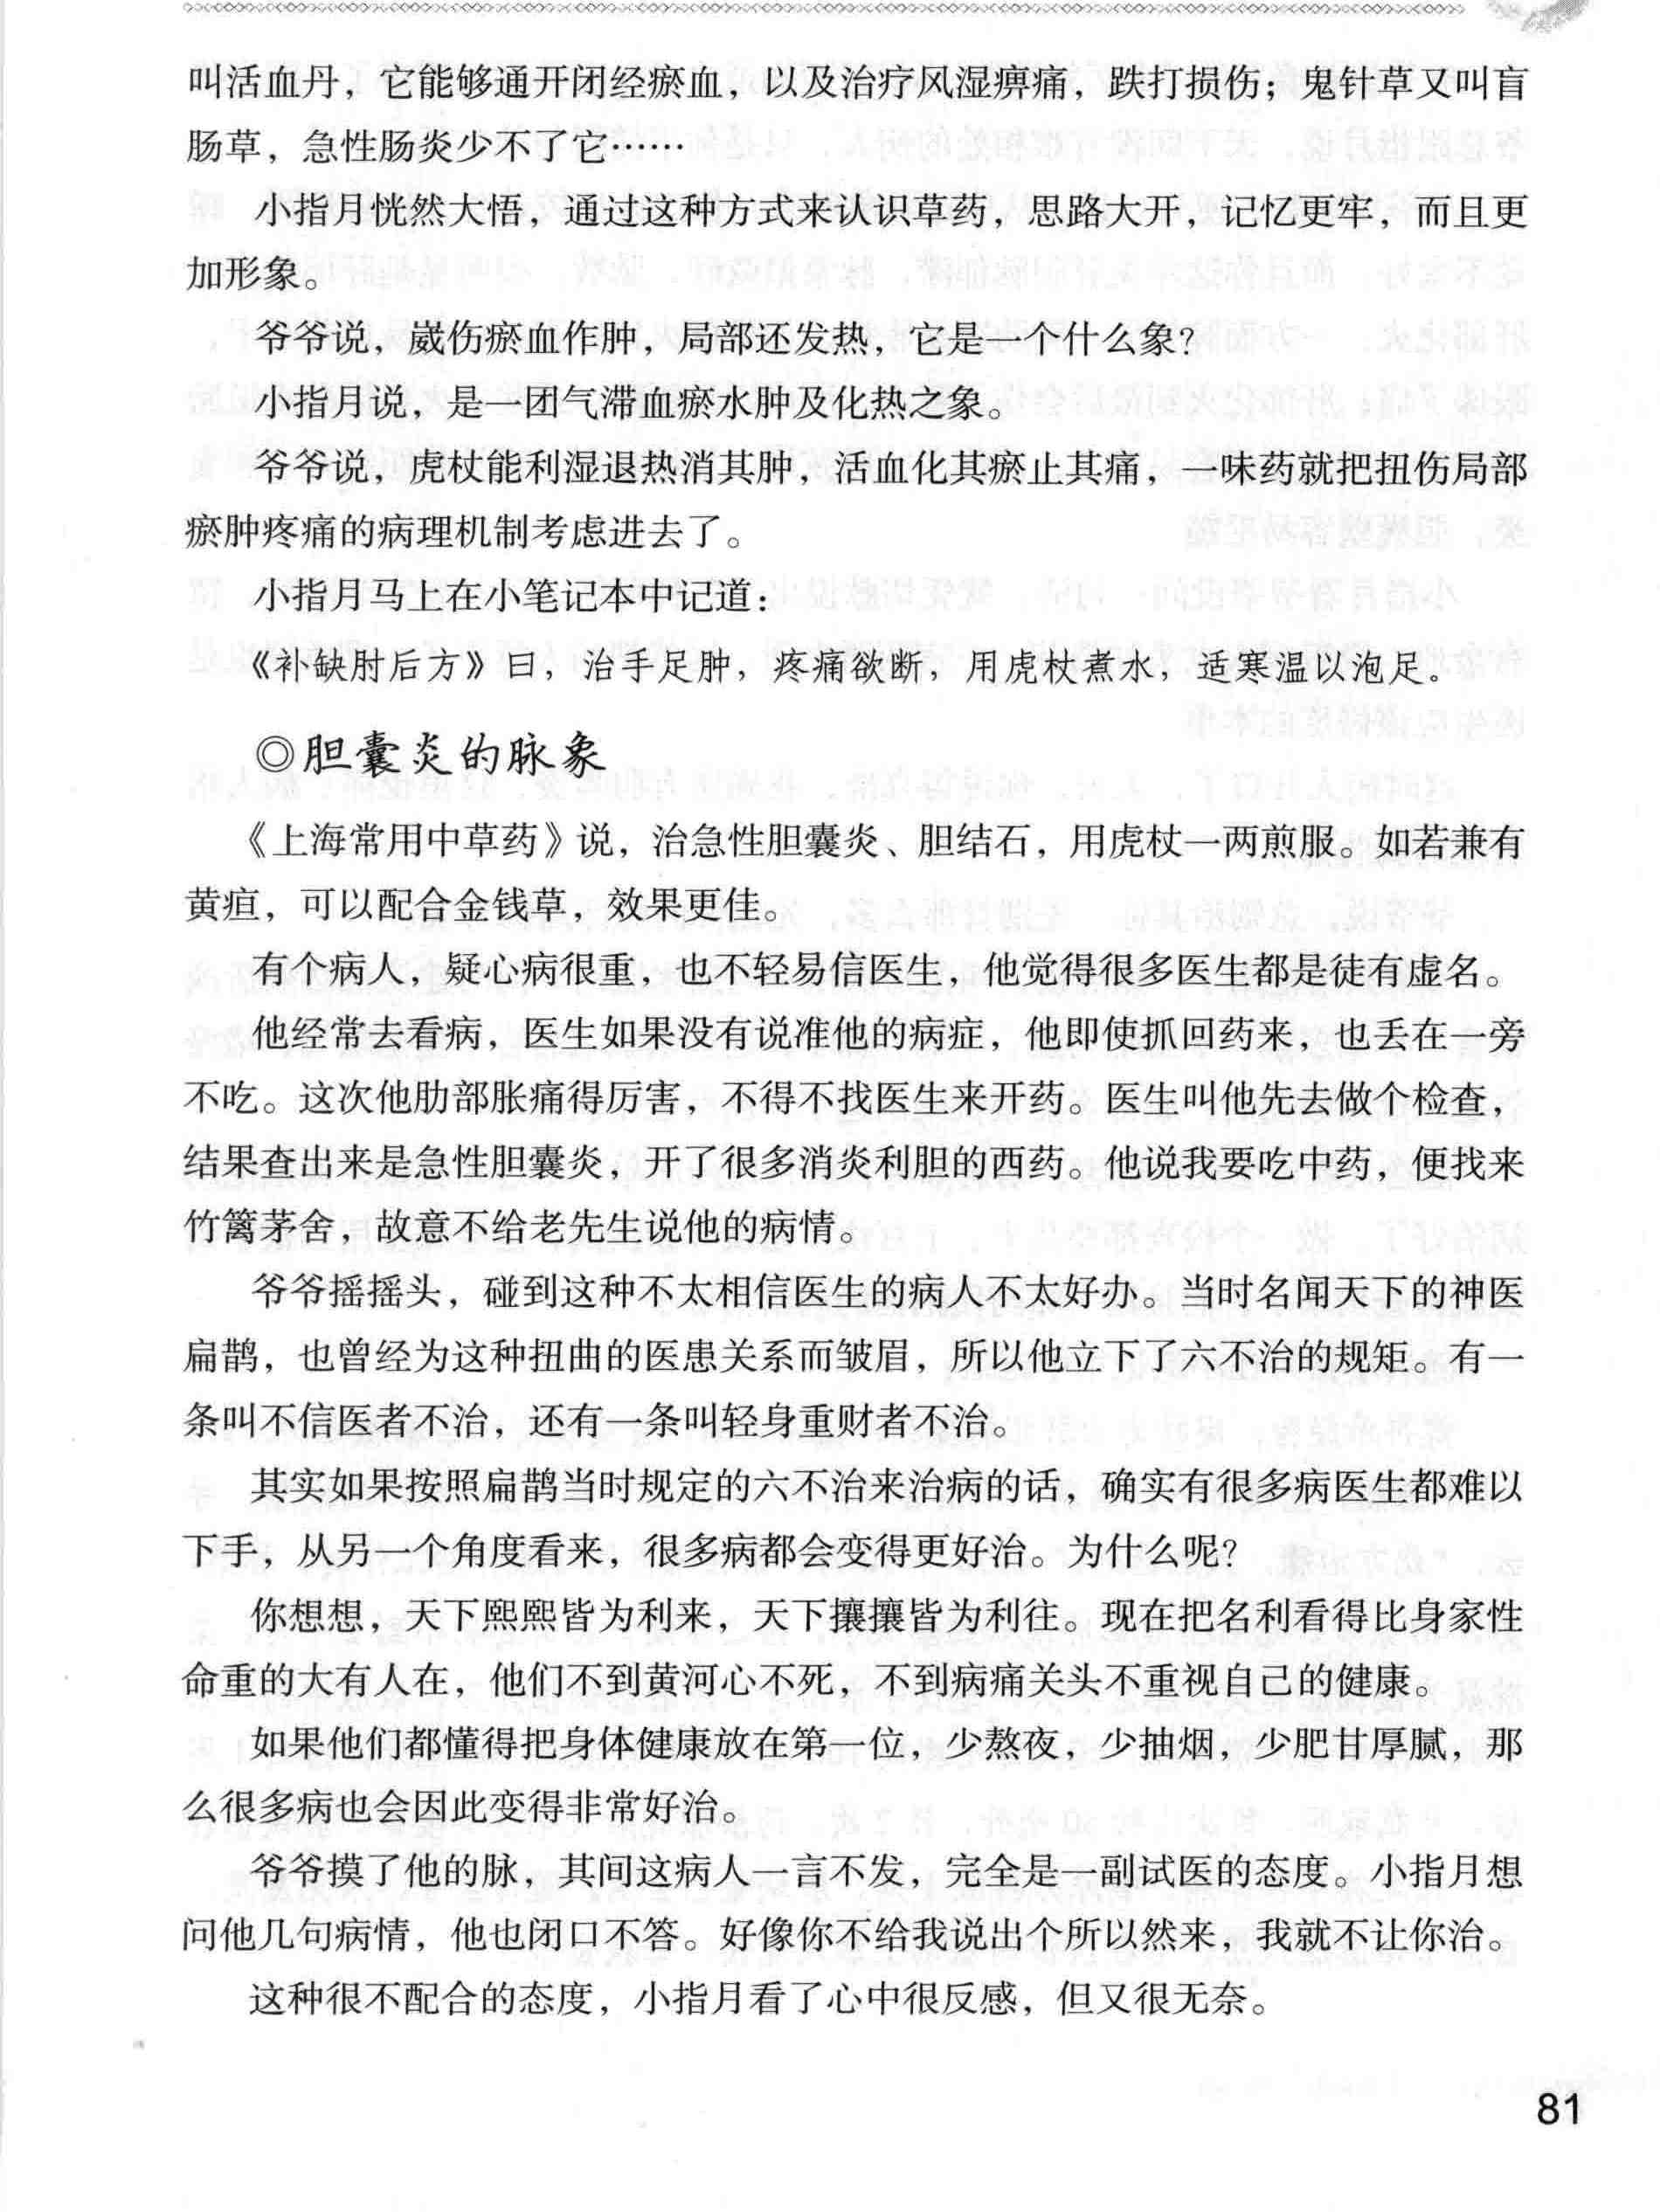 叫活血丹，它能够通开闭经瘀血，以及治疗风湿痹痛，跌打损伤；鬼针草又叫盲
肠草，急性肠炎少不了它……
小指月恍然大悟，通过这种方式来认识草药，思路大开，记忆更牢，而且更
加形象。
爷爷说，崴伤瘀血作肿，局部还发热，它是一个什么象？
小指月说，是一团气滞血瘀水肿及化热之象。
爷爷说，虎杖能利湿退热消其肿，活血化其瘀止其痛，一味药就把扭伤局部
瘀肿疼痛的病理机制考虑进去了。
小指月马上在小笔记本中记道：
《补缺肘后方》曰，治手足肿，疼痛欲断，用虎杖煮水，适寒温以泡足。
◎胆囊炎的脉象
《上海常用中草药》说，治急性胆囊炎、胆结石，用虎杖一两煎服。如若兼有
黄疸，可以配合金钱草，效果更佳。
有个病人，疑心病很重，也不轻易信医生，他觉得很多医生都是徒有虚名。
他经常去看病，医生如果没有说准他的病症，他即使抓回药来，也丢在一旁
不吃。这次他肋部胀痛得厉害，不得不找医生来开药。医生叫他先去做个检查，
结果查出来是急性胆囊炎，开了很多消炎利胆的西药。他说我要吃中药，便找来
竹篱茅舍，故意不给老先生说他的病情。
爷爷摇摇头，碰到这种不太相信医生的病人不太好办。当时名闻天下的神医
扁鹊，也曾经为这种扭曲的医患关系而皱眉，所以他立下了六不治的规矩。有一
条叫不信医者不治，还有一条叫轻身重财者不治。
其实如果按照扁鹊当时规定的六不治来治病的话，确实有很多病医生都难以
下手，从另一个角度看来，很多病都会变得更好治。为什么呢？
你想想，天下熙熙皆为利来，天下攘攘皆为利往。现在把名利看得比身家性
命重的大有人在，他们不到黄河心不死，不到病痛关头不重视自己的健康。
如果他们都懂得把身体健康放在第一位，少熬夜，少抽烟，少肥甘厚腻，那
么很多病也会因此变得非常好治。
爷爷摸了他的脉，其间这病人一言不发，完全是一副试医的态度。小指月想
问他几句病情，他也闭口不答。好像你不给我说出个所以然来，我就不让你治。
这种很不配合的态度，小指月看了心中很反感，但又很无奈。
81